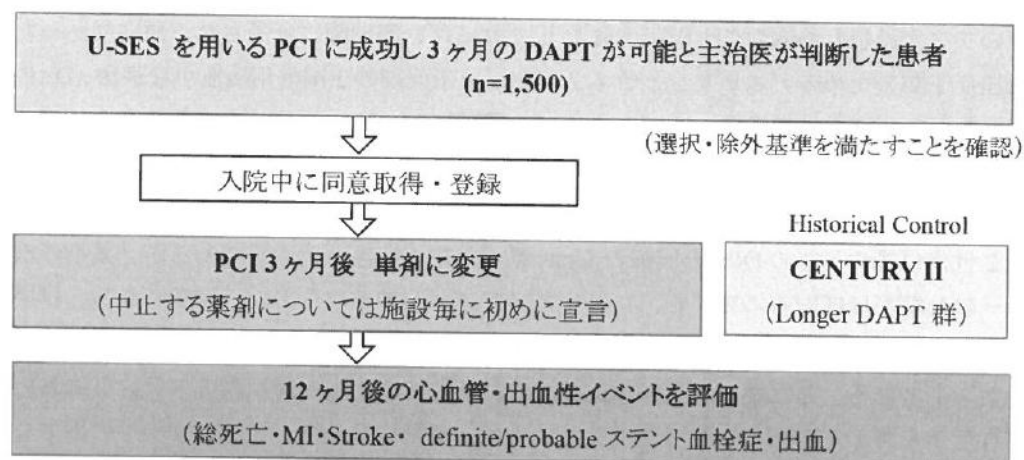 U-SES を用いる PCI に成功し 3 ヶ月の DAPT が可能と主治医が判断した患者
(n=1,500)
(選択・除外基準を満たすことを確認)
入院中に同意取得・登録
Historical Control
PCI 3 ヶ月後 単剤に変更
(中止する薬剤については施設毎に初めに宣言)
CENTURY II
(Longer DAPT 群)
12 ヶ月後の心血管・出血性イベントを評価
(総死亡・MI・Stroke・ definite/probable ステント血栓症・出血)